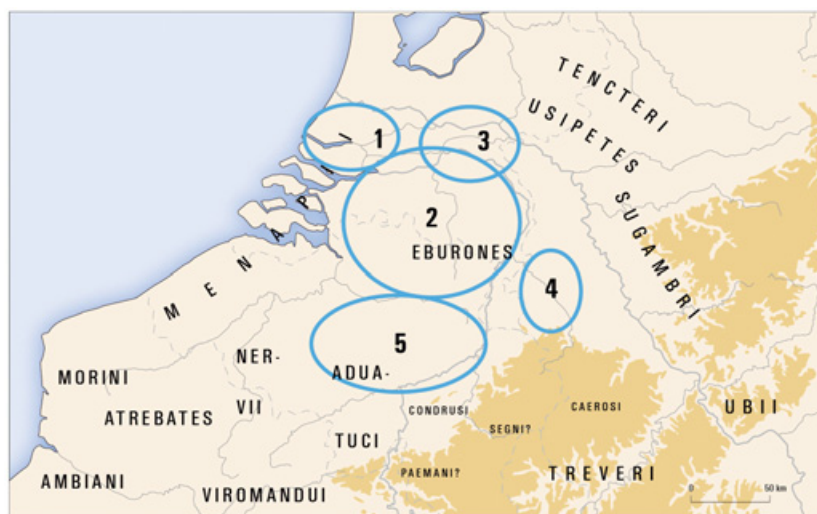 TENCTERI
USIPETES
SUGAMBRI
1
3
2
EBURONES
4
5
MENAPII
NER-
VII
ADUA-
TUCI
MORINI
ATREBATES
CONDRUSI
SEGNI?
CAEROSI
UBII
PAEMANI?
TREVERI
AMBIANI
VIROMANDUI
0 50 km